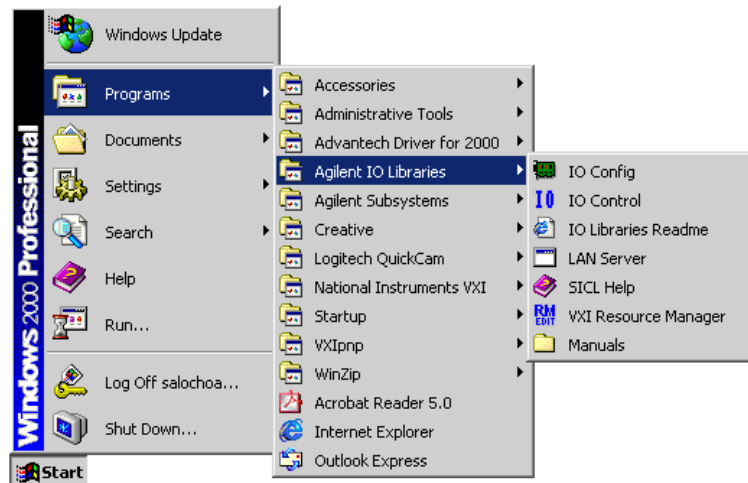 Windows Update
Programs
Documents
Settings
Search
Help
Run...
Log Off salochoa...
Shut Down...
Windows 2000 Professional
Start
Accessories
Administrative Tools
Advantech Driver for 2000
Agilent IO Libraries
Agilent Subsystems
Creative
Logitech QuickCam
National Instruments VXI
Startup
VXIpnp
WinZip
Acrobat Reader 5.0
Internet Explorer
Outlook Express
IO Config
IO
IO Control
IO Libraries Readme
LAN Server
SICL Help
RM
EDIT
VXI Resource Manager
Manuals